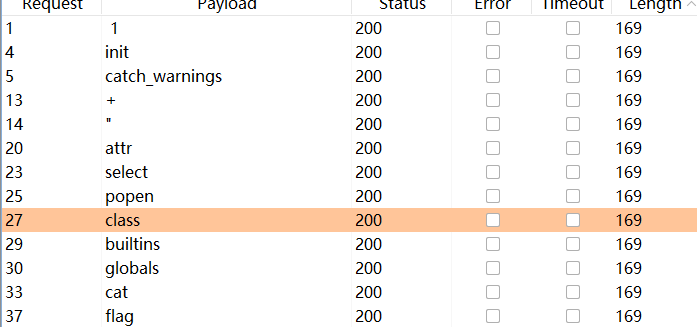 Request Payload Status Error Timeout Length
1 1 200 169
4 init 200 169
5 catch_warnings 200 169
13 + 200 169
14 " 200 169
20 attr 200 169
23 select 200 169
25 popen 200 169
27 class 200 169
29 builtins 200 169
30 globals 200 169
33 cat 200 169
37 flag 200 169